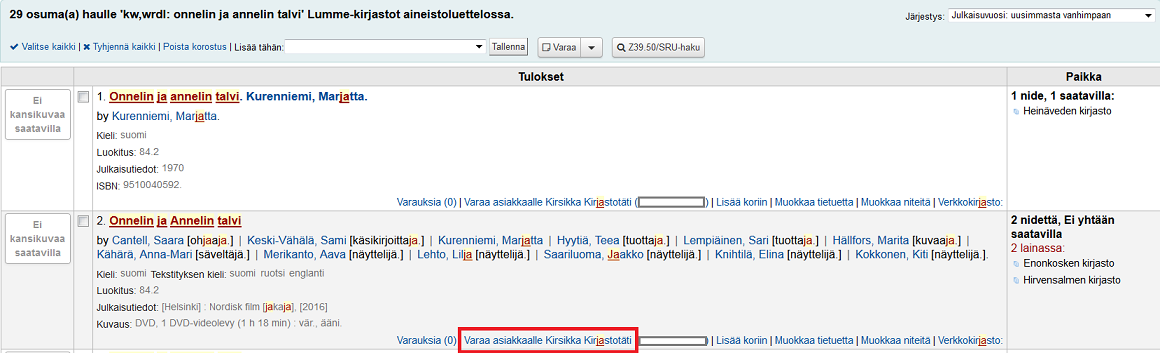 29 osuma(a) haulle 'kw,wrdl: onnelin ja annelin talvi' Lumme-kirjastot aineistoluettelossa.
Järjestys: Julkaisuvuosi: uusimmasta vanhimpaan
Valitse kaikki | Tyhjennä kaikki | Poista korostus | Lisää tähän: Tallenna Varaa Z39.50/SRU-haku
Tulokset Paikka
Ei kansikuvaa saatavilla
1. Onnelin ja annelin talvi. Kurenniemi, Marjatta.
by Kurenniemi, Marjatta.
Kieli: suomi
Luokitus: 84.2
Julkaisutiedot: 1970
ISBN: 9510040592.
Varauksia (0) | Varaa asiakkaalle Kirsikka Kirjastotäti ( ) | Lisää koriin | Muokkaa tietuetta | Muokkaa niteitä | Verkkokirjasto:
1 nide, 1 saatavilla:
Heinäveden kirjasto
Ei kansikuvaa saatavilla
2. Onnelin ja Annelin talvi
by Cantell, Saara [ohjaaja.] | Keski-Vähälä, Sami [käsikirjoittaja.] | Kurenniemi, Marjatta | Hyytiä, Teea [tuottaja.] | Lempiäinen, Sari [tuottaja.] | Hällfors, Marita [kuvaaja.] |
Kähärä, Anna-Mari [säveltäjä.] | Merikanto, Aava [näyttelijä.] | Lehto, Lilja [näyttelijä.] | Saariluoma, Jaakko [näyttelijä.] | Knihtilä, Elina [näyttelijä.] | Kokkonen, Kiti [näyttelijä.].
Kieli: suomi Tekstityksen kieli: suomi ruotsi englanti
Luokitus: 84.2
Julkaisutiedot: [Helsinki] : Nordisk film [jakaja], [2016]
Kuvaus: DVD, 1 DVD-videolevy (1 h 18 min) : vär., ääni.
Varauksia (0) Varaa asiakkaalle Kirsikka Kirjastotäti ) | Lisää koriin | Muokkaa tietuetta | Muokkaa niteitä | Verkkokirjasto:
2 nidettä, Ei yhtään
saatavilla
2 lainassa:
Enonkosken kirjasto
Hirvensalmen kirjasto